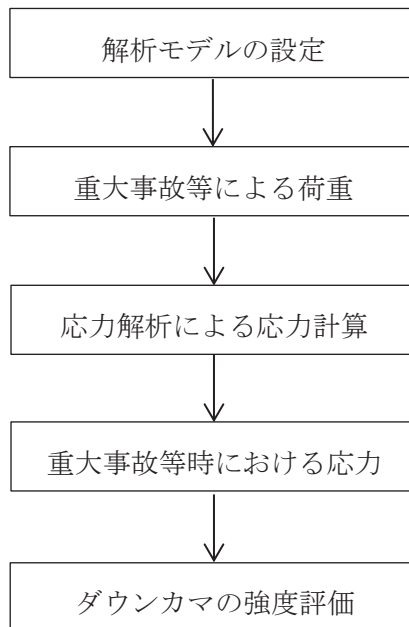 解析モデルの設定
重大事故等による荷重
応力解析による応力計算
重大事故等時における応力
ダウンカマの強度評価